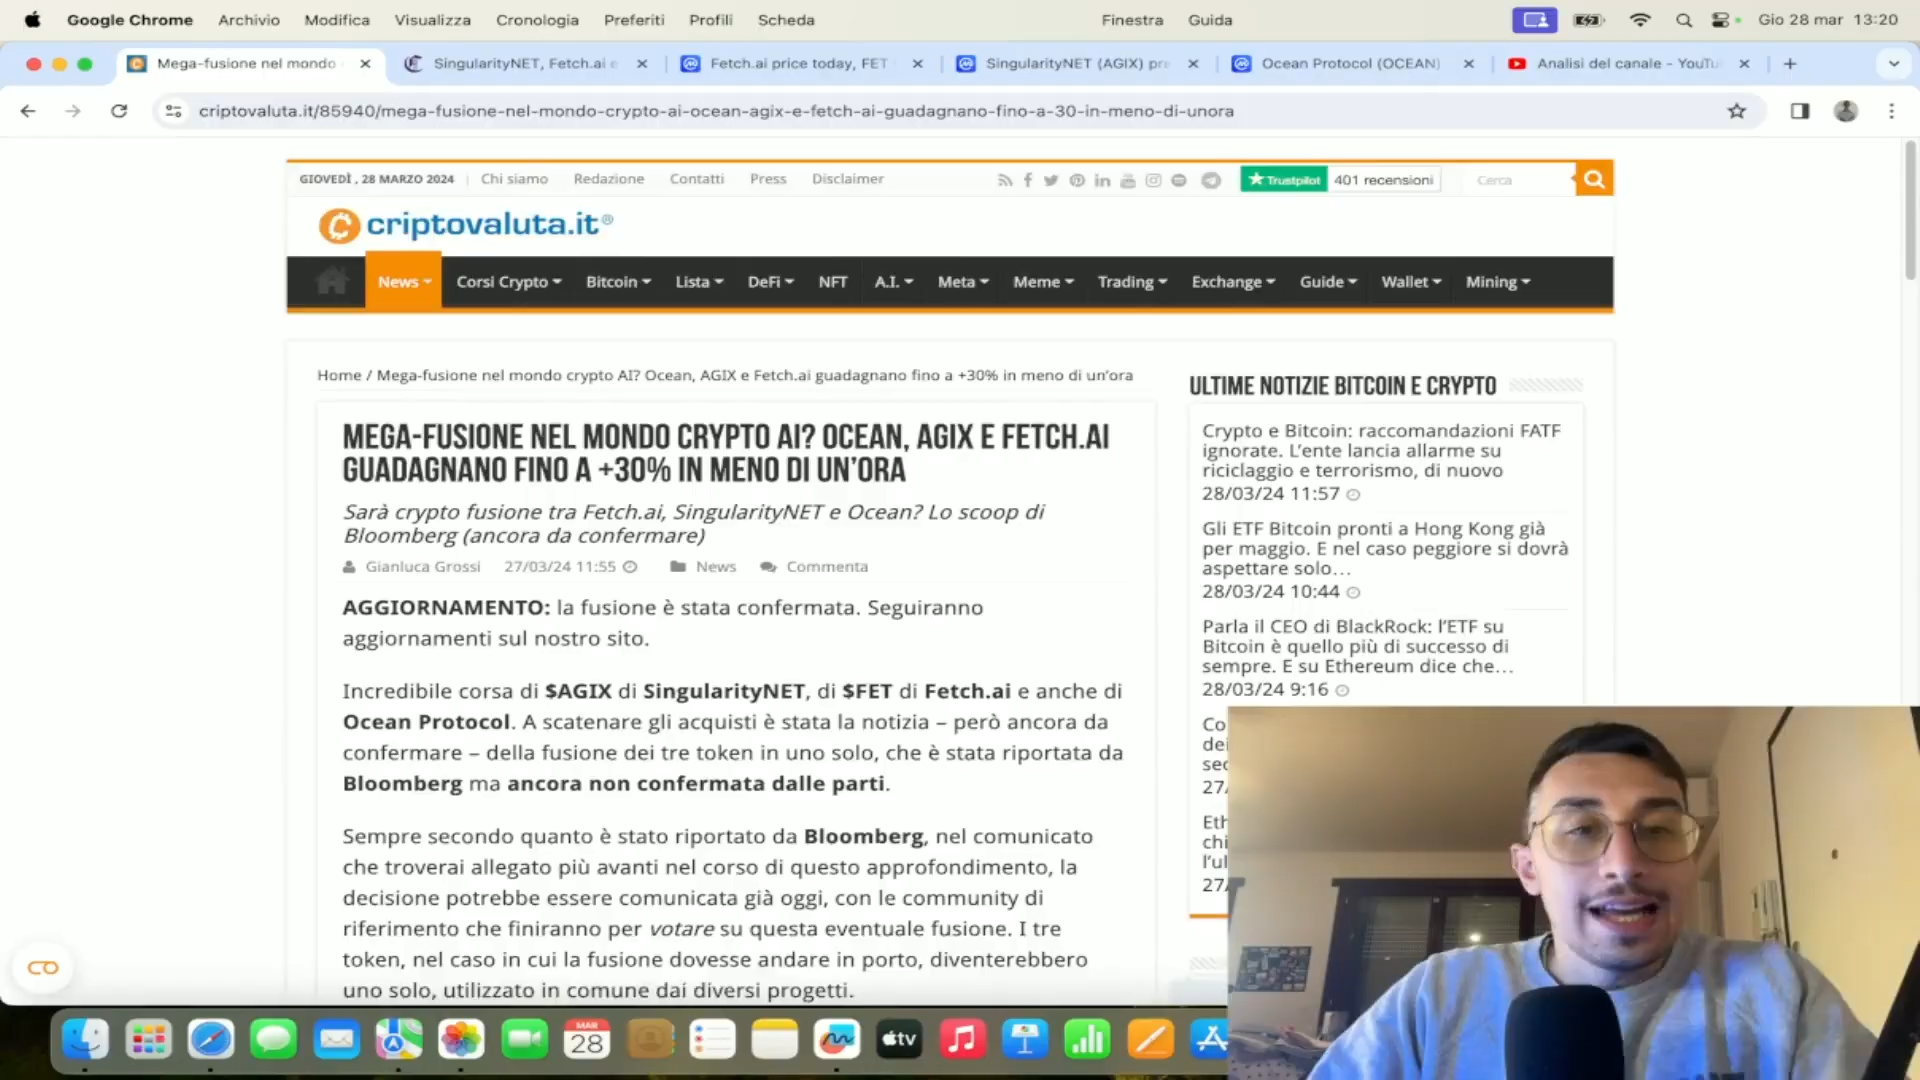 Google Chrome Archivio Modifica Visualizza Cronologia Preferiti Profili Scheda Finestra Guida Gio 28 mar 13:20
Mega-fusione nel mondo SingularityNET, Fetch.ai e Fetch.ai price today, FET SingularityNET (AGIX) pri Ocean Protocol (OCEAN) Analisi del canale - YouTu
criptovaluta.it/85940/mega-fusione-nel-mondo-crypto-ai-ocean-agix-e-fetch-ai-guadagnano-fino-a-30-in-meno-di-unora
GIOVEDÌ , 28 MARZO 2024 Chi siamo Redazione Contatti Press Disclaimer Trustpilot 401 recensioni Cerca
criptovaluta.it®
News Corsi Crypto Bitcoin Lista DeFi NFT A.I. Meta Meme Trading Exchange Guide Wallet Mining
Home / Mega-fusione nel mondo crypto AI? Ocean, AGIX e Fetch.ai guadagnano fino a +30% in meno di un'ora
MEGA-FUSIONE NEL MONDO CRYPTO AI? OCEAN, AGIX E FETCH.AI
GUADAGNANO FINO A +30% IN MENO DI UN'ORA
Sarà crypto fusione tra Fetch.ai, SingularityNET e Ocean? Lo scoop di
Bloomberg (ancora da confermare)
Gianluca Grossi 27/03/24 11:55 News Commenta
AGGIORNAMENTO: la fusione è stata confermata. Seguiranno
aggiornamenti sul nostro sito.
Incredibile corsa di $AGIX di SingularityNET, di $FET di Fetch.ai e anche di
Ocean Protocol. A scatenare gli acquisti è stata la notizia – però ancora da
confermare – della fusione dei tre token in uno solo, che è stata riportata da
Bloomberg ma ancora non confermata dalle parti.
Sempre secondo quanto è stato riportato da Bloomberg, nel comunicato
che troverai allegato più avanti nel corso di questo approfondimento, la
decisione potrebbe essere comunicata già oggi, con le community di
riferimento che finiranno per votare su questa eventuale fusione. I tre
token, nel caso in cui la fusione dovesse andare in porto, diventerebbero
uno solo, utilizzato in comune dai diversi progetti.
ULTIME NOTIZIE BITCOIN E CRYPTO
Crypto e Bitcoin: raccomandazioni FATF
ignorate. L'ente lancia allarme su
riciclaggio e terrorismo, di nuovo
28/03/24 11:57
Gli ETF Bitcoin pronti a Hong Kong già
per maggio. E nel caso peggiore si dovrà
aspettare solo…
28/03/24 10:44
Parla il CEO di BlackRock: l'ETF su
Bitcoin è quello più di successo di
sempre. E su Ethereum dice che…
28/03/24 9:16
Co
dei
sec
27/
Eth
chi
l'ul
27/
MAR
28
tv